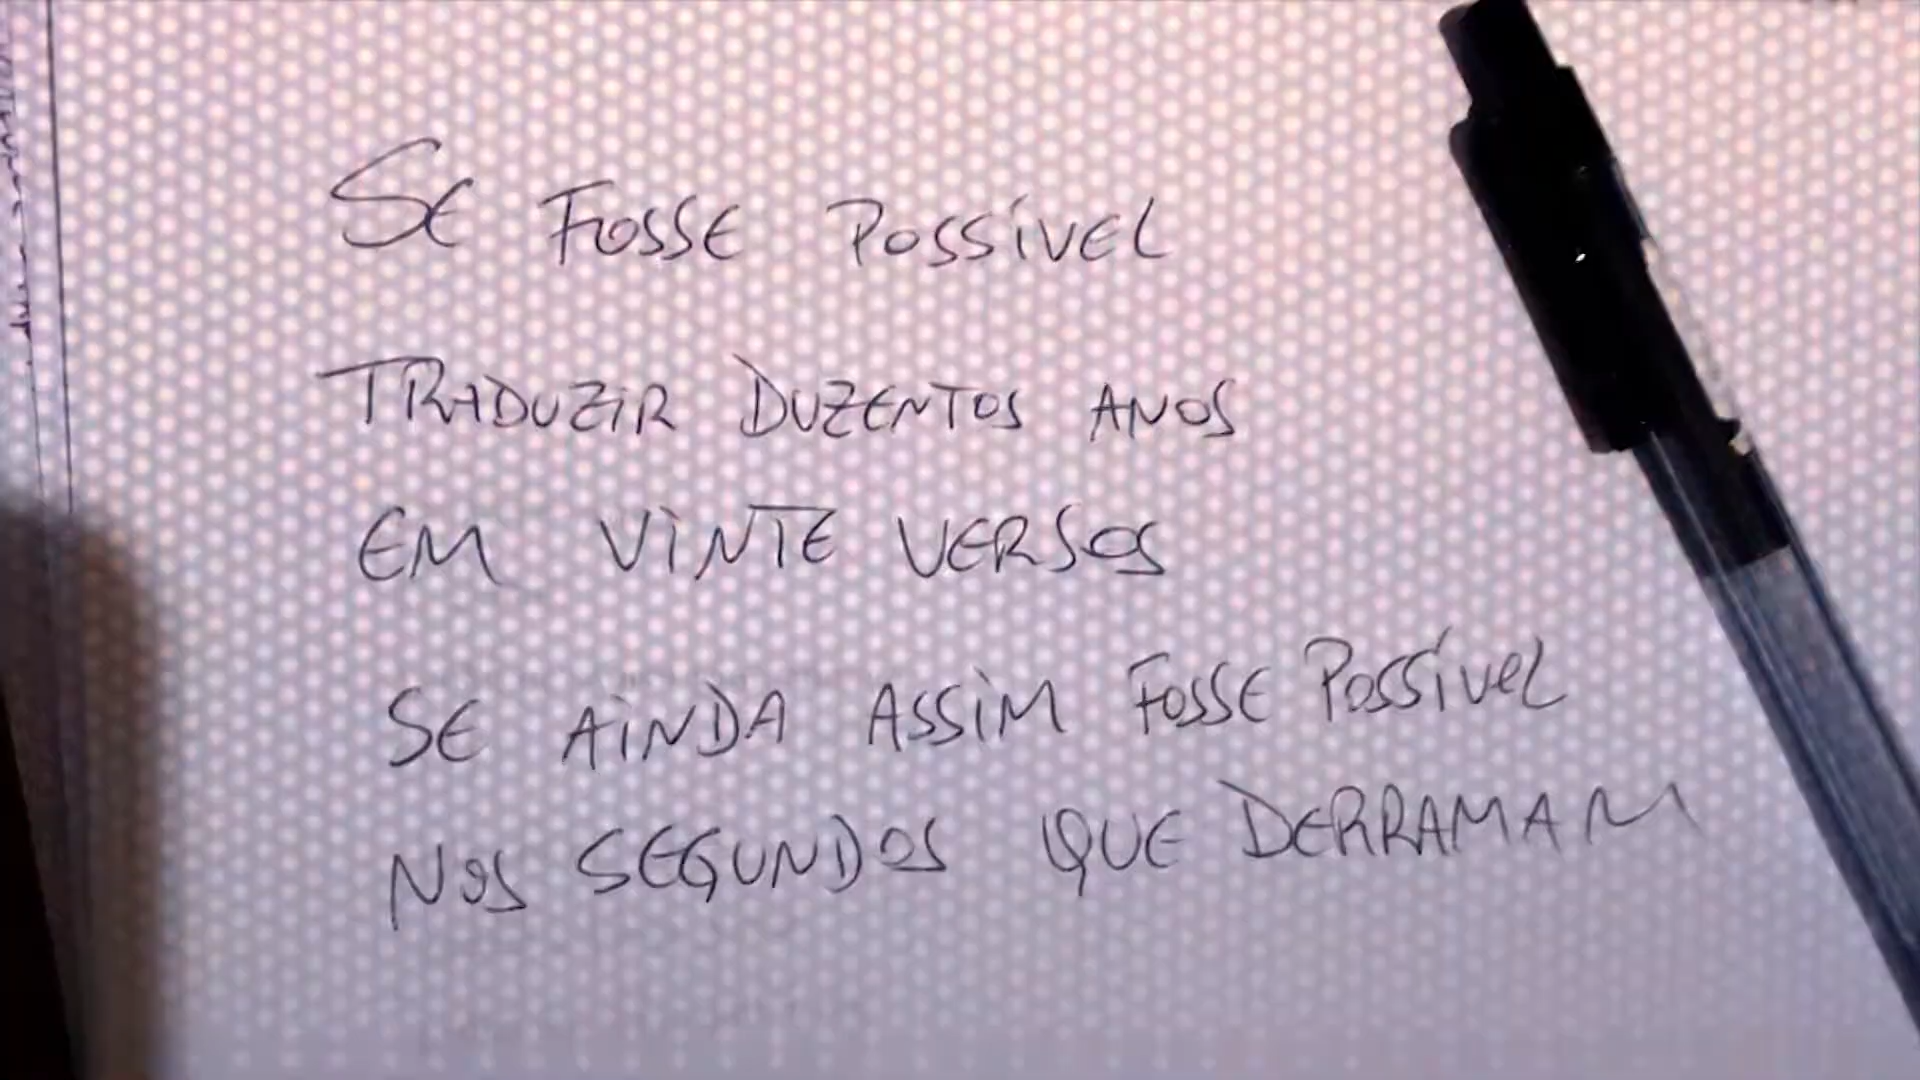 SE FOSSE POSSÍVEL
TRADUZIR DUZENTOS ANOS
EM VINTE VERSOS
SE AINDA ASSIM FOSSE POSSÍVEL
NOS SEGUNDOS QUE DERRAMAM